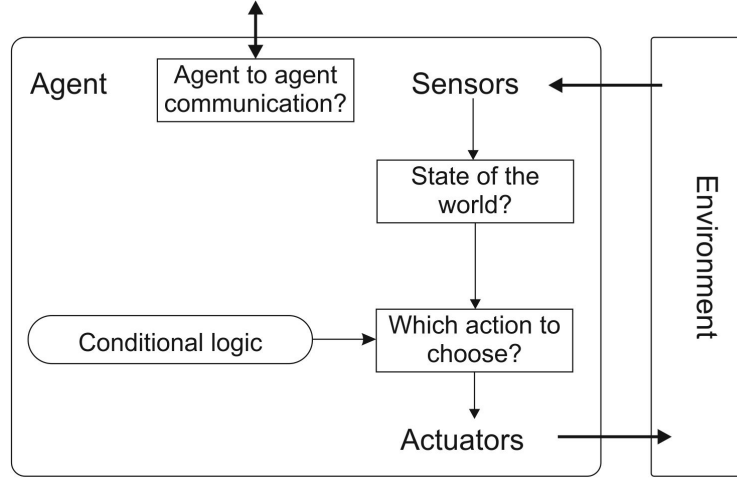 Agent
Agent to agent
communication?
Sensors
State of the
world?
Conditional logic
Which action to
choose?
Actuators
Environment